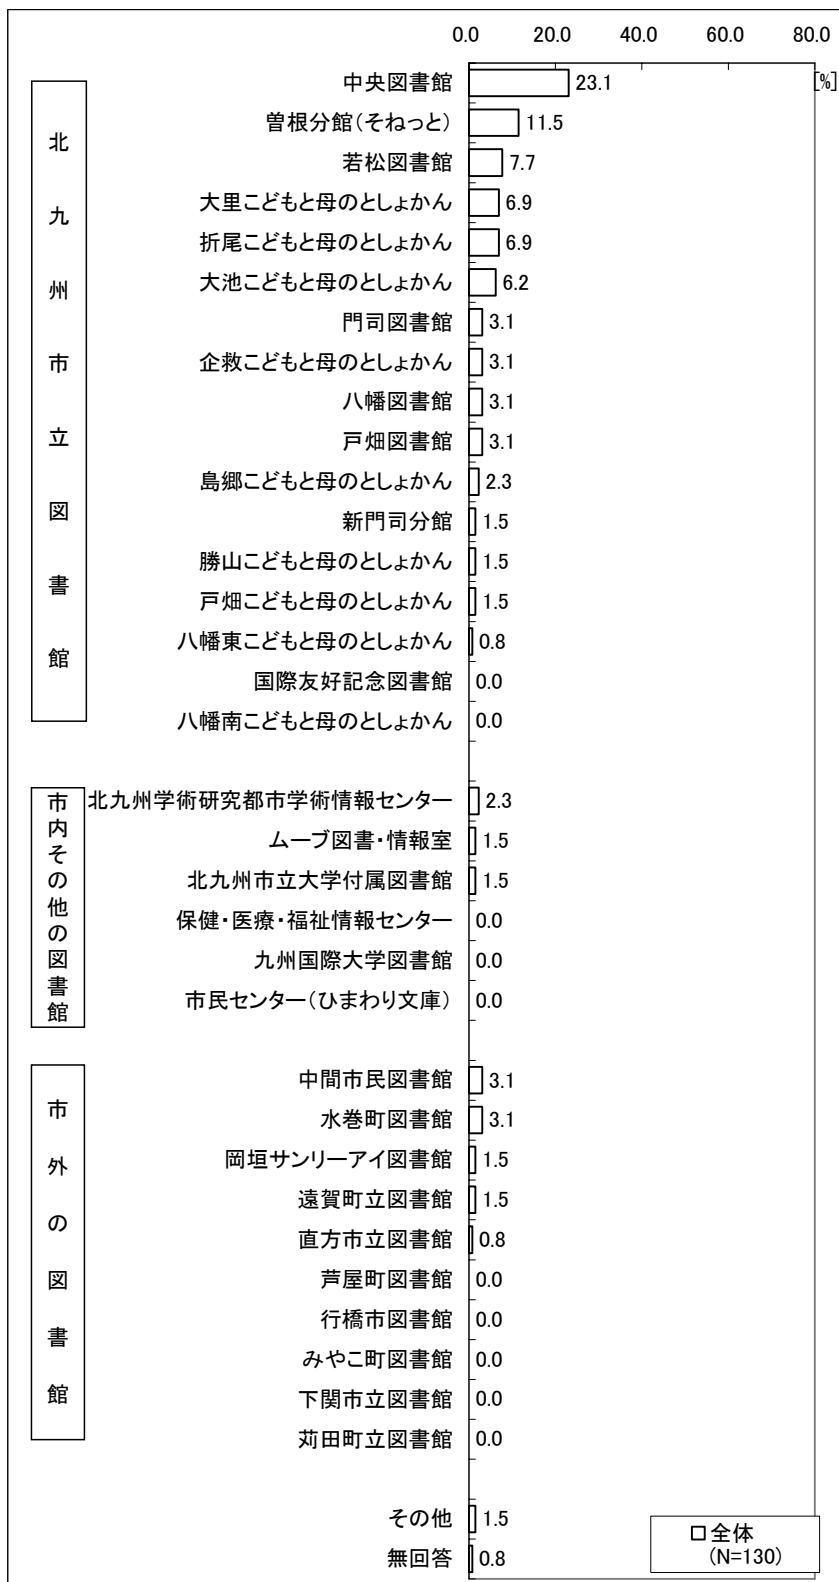 0.0 20.0 40.0 60.0 80.0
[%]
北九州市立図書館
中央図書館 23.1
曽根分館(そねっと) 11.5
若松図書館 7.7
大里こどもと母のとしょかん 6.9
折尾こどもと母のとしょかん 6.9
大池こどもと母のとしょかん 6.2
門司図書館 3.1
企救こどもと母のとしょかん 3.1
八幡図書館 3.1
戸畑図書館 3.1
島郷こどもと母のとしょかん 2.3
新門司分館 1.5
勝山こどもと母のとしょかん 1.5
戸畑こどもと母のとしょかん 1.5
八幡東こどもと母のとしょかん 0.8
国際友好記念図書館 0.0
八幡南こどもと母のとしょかん 0.0
市内その他の図書館
北九州学術研究都市学術情報センター 2.3
ムーブ図書・情報室 1.5
北九州市立大学付属図書館 1.5
保健・医療・福祉情報センター 0.0
九州国際大学図書館 0.0
市民センター(ひまわり文庫) 0.0
市外の図書館
中間市民図書館 3.1
水巻町図書館 3.1
岡垣サンリーアイ図書館 1.5
遠賀町立図書館 1.5
直方市立図書館 0.8
芦屋町図書館 0.0
行橋市図書館 0.0
みやこ町図書館 0.0
下関市立図書館 0.0
苅田町立図書館 0.0
その他 1.5
無回答 0.8
全体
(N=130)